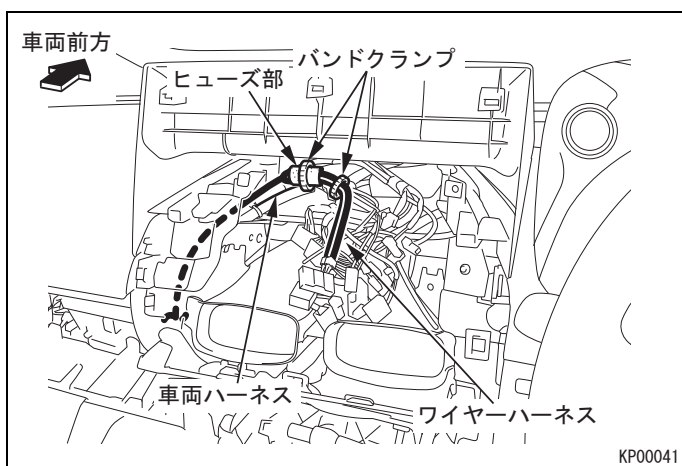 車両前方
バンドクランプ
ヒューズ部
車両ハーネス
ワイヤーハーネス
KP00041